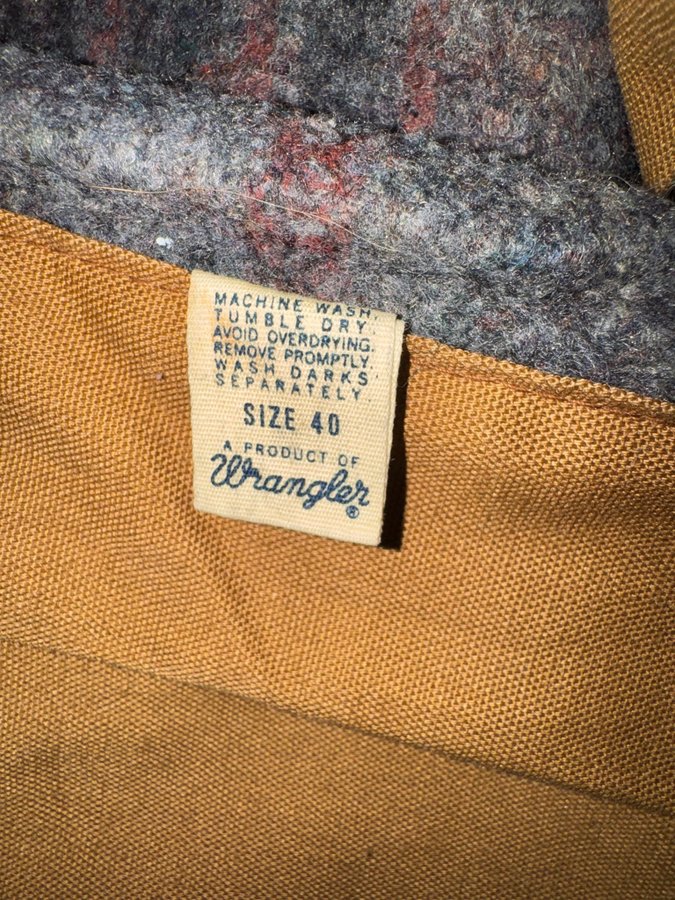 MACHINE WASH.
TUMBLE DRY.
AVOID OVERDRYING.
REMOVE PROMPTLY.
WASH DARKS
SEPARATELY.
SIZE 40
A PRODUCT OF
Wrangler®